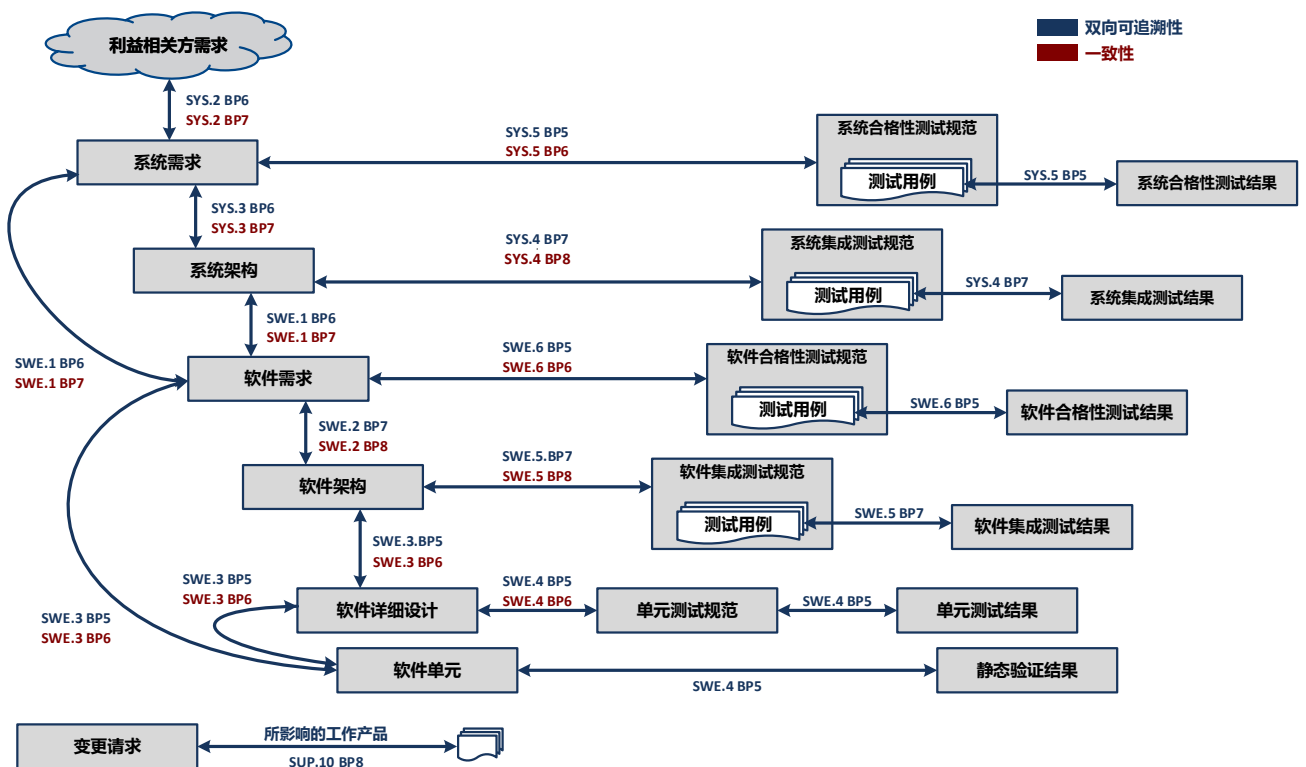 利益相关方需求
双向可追溯性
一致性
SYS.2 BP6
SYS.2 BP7
系统需求
SYS.5 BP5
SYS.5 BP6
系统合格性测试规范
测试用例
SYS.5 BP5
系统合格性测试结果
SYS.3 BP6
SYS.3 BP7
系统架构
SYS.4 BP7
SYS.4 BP8
系统集成测试规范
测试用例
SYS.4 BP7
系统集成测试结果
SWE.1 BP6
SWE.1 BP7
SWE.1 BP6
SWE.1 BP7
软件需求
SWE.6 BP5
SWE.6 BP6
软件合格性测试规范
测试用例
SWE.6 BP5
软件合格性测试结果
SWE.2 BP7
SWE.2 BP8
软件架构
SWE.5.BP7
SWE.5 BP8
软件集成测试规范
测试用例
SWE.5 BP7
软件集成测试结果
SWE.3.BP5
SWE.3 BP6
SWE.3 BP5
SWE.3 BP6
软件详细设计
SWE.4 BP5
SWE.4 BP6
单元测试规范
SWE.4 BP5
单元测试结果
SWE.3 BP5
SWE.3 BP6
软件单元
SWE.4 BP5
静态验证结果
变更请求
所影响的工作产品
SUP.10 BP8